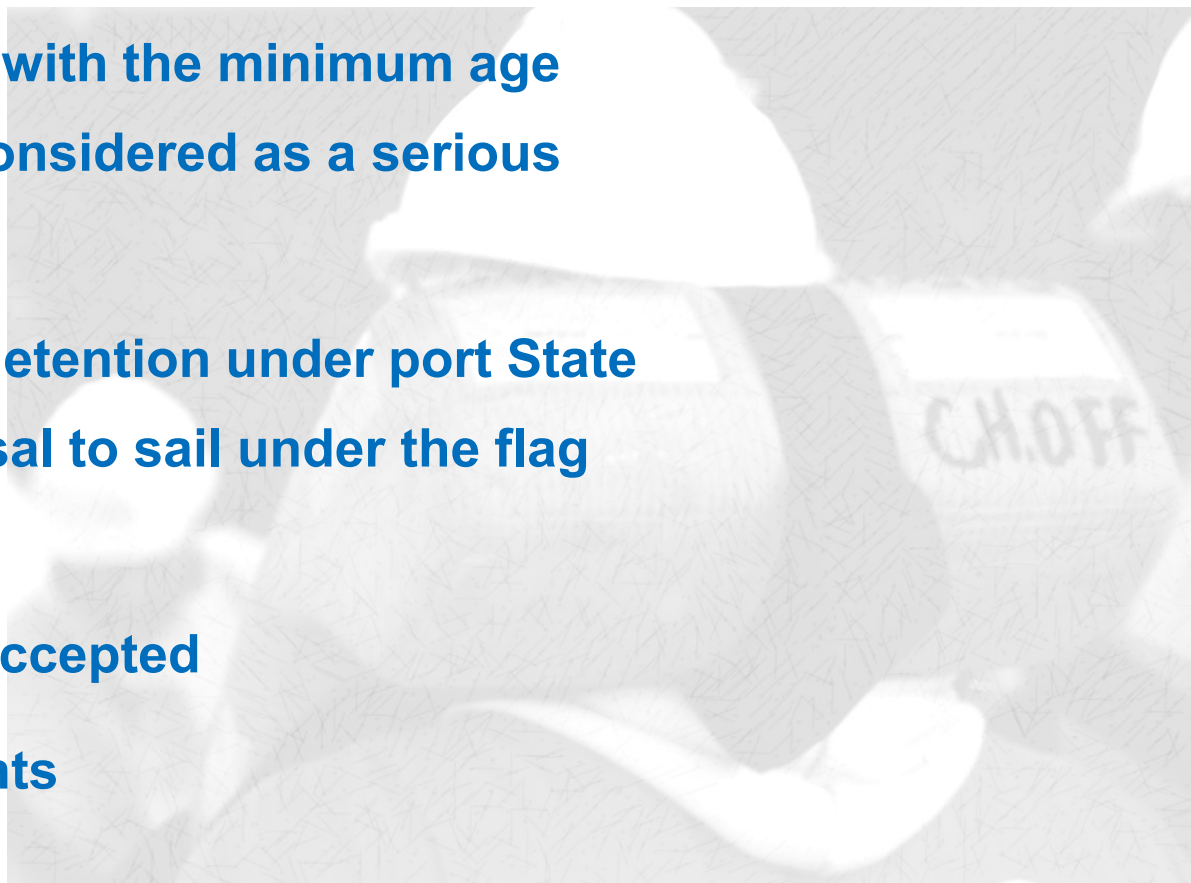 with the minimum age
onsidered as a serious
etention under port State
sal to sail under the flag
C.H.OFF
ccepted
nts